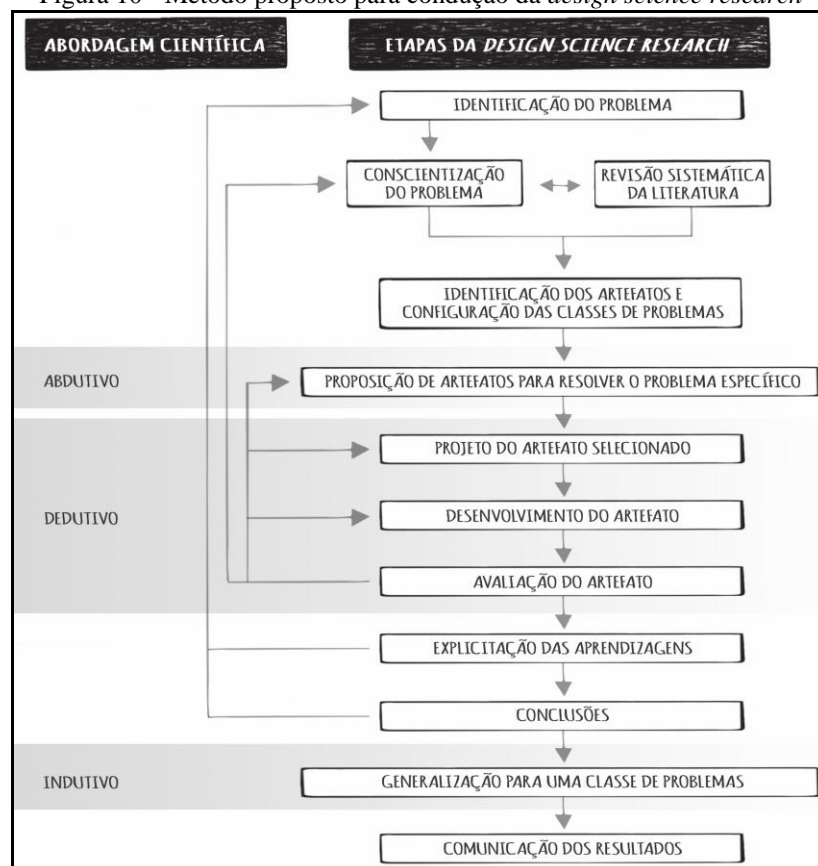 Figura 16 - Método proposto para condução da design science research
ABORDAGEM CIENTÍFICA
ETAPAS DA DESIGN SCIENCE RESEARCH
IDENTIFICAÇÃO DO PROBLEMA
CONSCIENTIZAÇÃO
DO PROBLEMA
REVISÃO SISTEMÁTICA
DA LITERATURA
IDENTIFICAÇÃO DOS ARTEFATOS E
CONFIGURAÇÃO DAS CLASSES DE PROBLEMAS
ABDUTIVO
PROPOSIÇÃO DE ARTEFATOS PARA RESOLVER O PROBLEMA ESPECÍFICO
PROJETO DO ARTEFATO SELECIONADO
DEDUTIVO
DESENVOLVIMENTO DO ARTEFATO
AVALIAÇÃO DO ARTEFATO
EXPLICITAÇÃO DAS APRENDIZAGENS
CONCLUSÕES
INDUTIVO
GENERALIZAÇÃO PARA UMA CLASSE DE PROBLEMAS
COMUNICAÇÃO DOS RESULTADOS